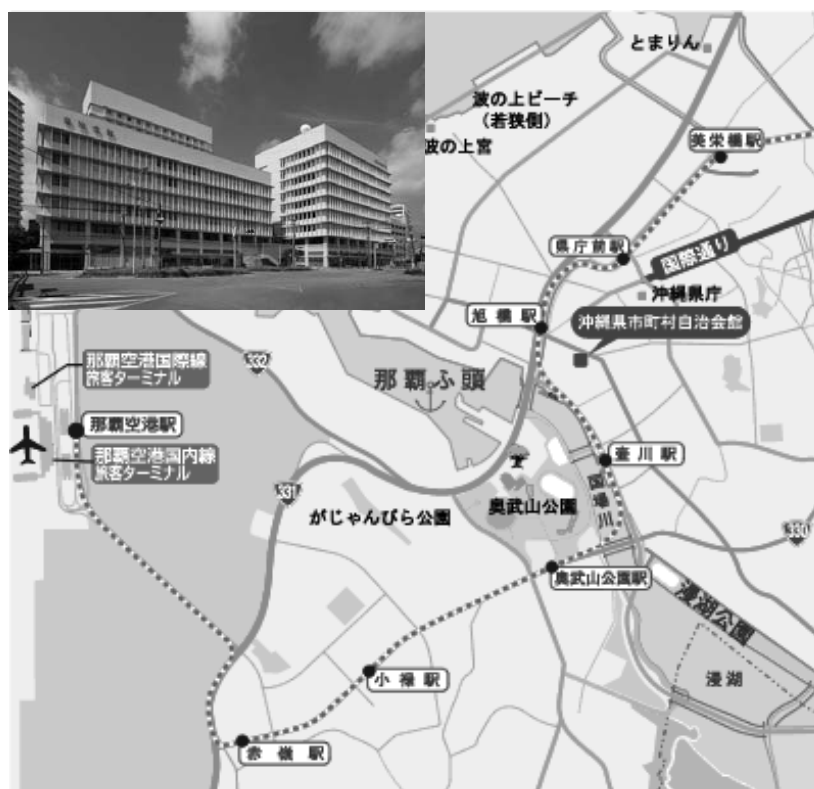 とまりん
波の上ビーチ
(若狭側)
波の上宮
美栄橋駅
県庁前駅
国際通り
沖縄県庁
旭橋駅
沖縄県市町村自治会館
332
那覇ふ頭
那覇空港国際線
旅客ターミナル
那覇空港駅
那覇空港国内線
旅客ターミナル
壺川駅
331
がじゃんびら公園
奥武山公園
国場川
330
奥武山公園駅
漫湖公園
漫湖
小禄駅
赤嶺駅